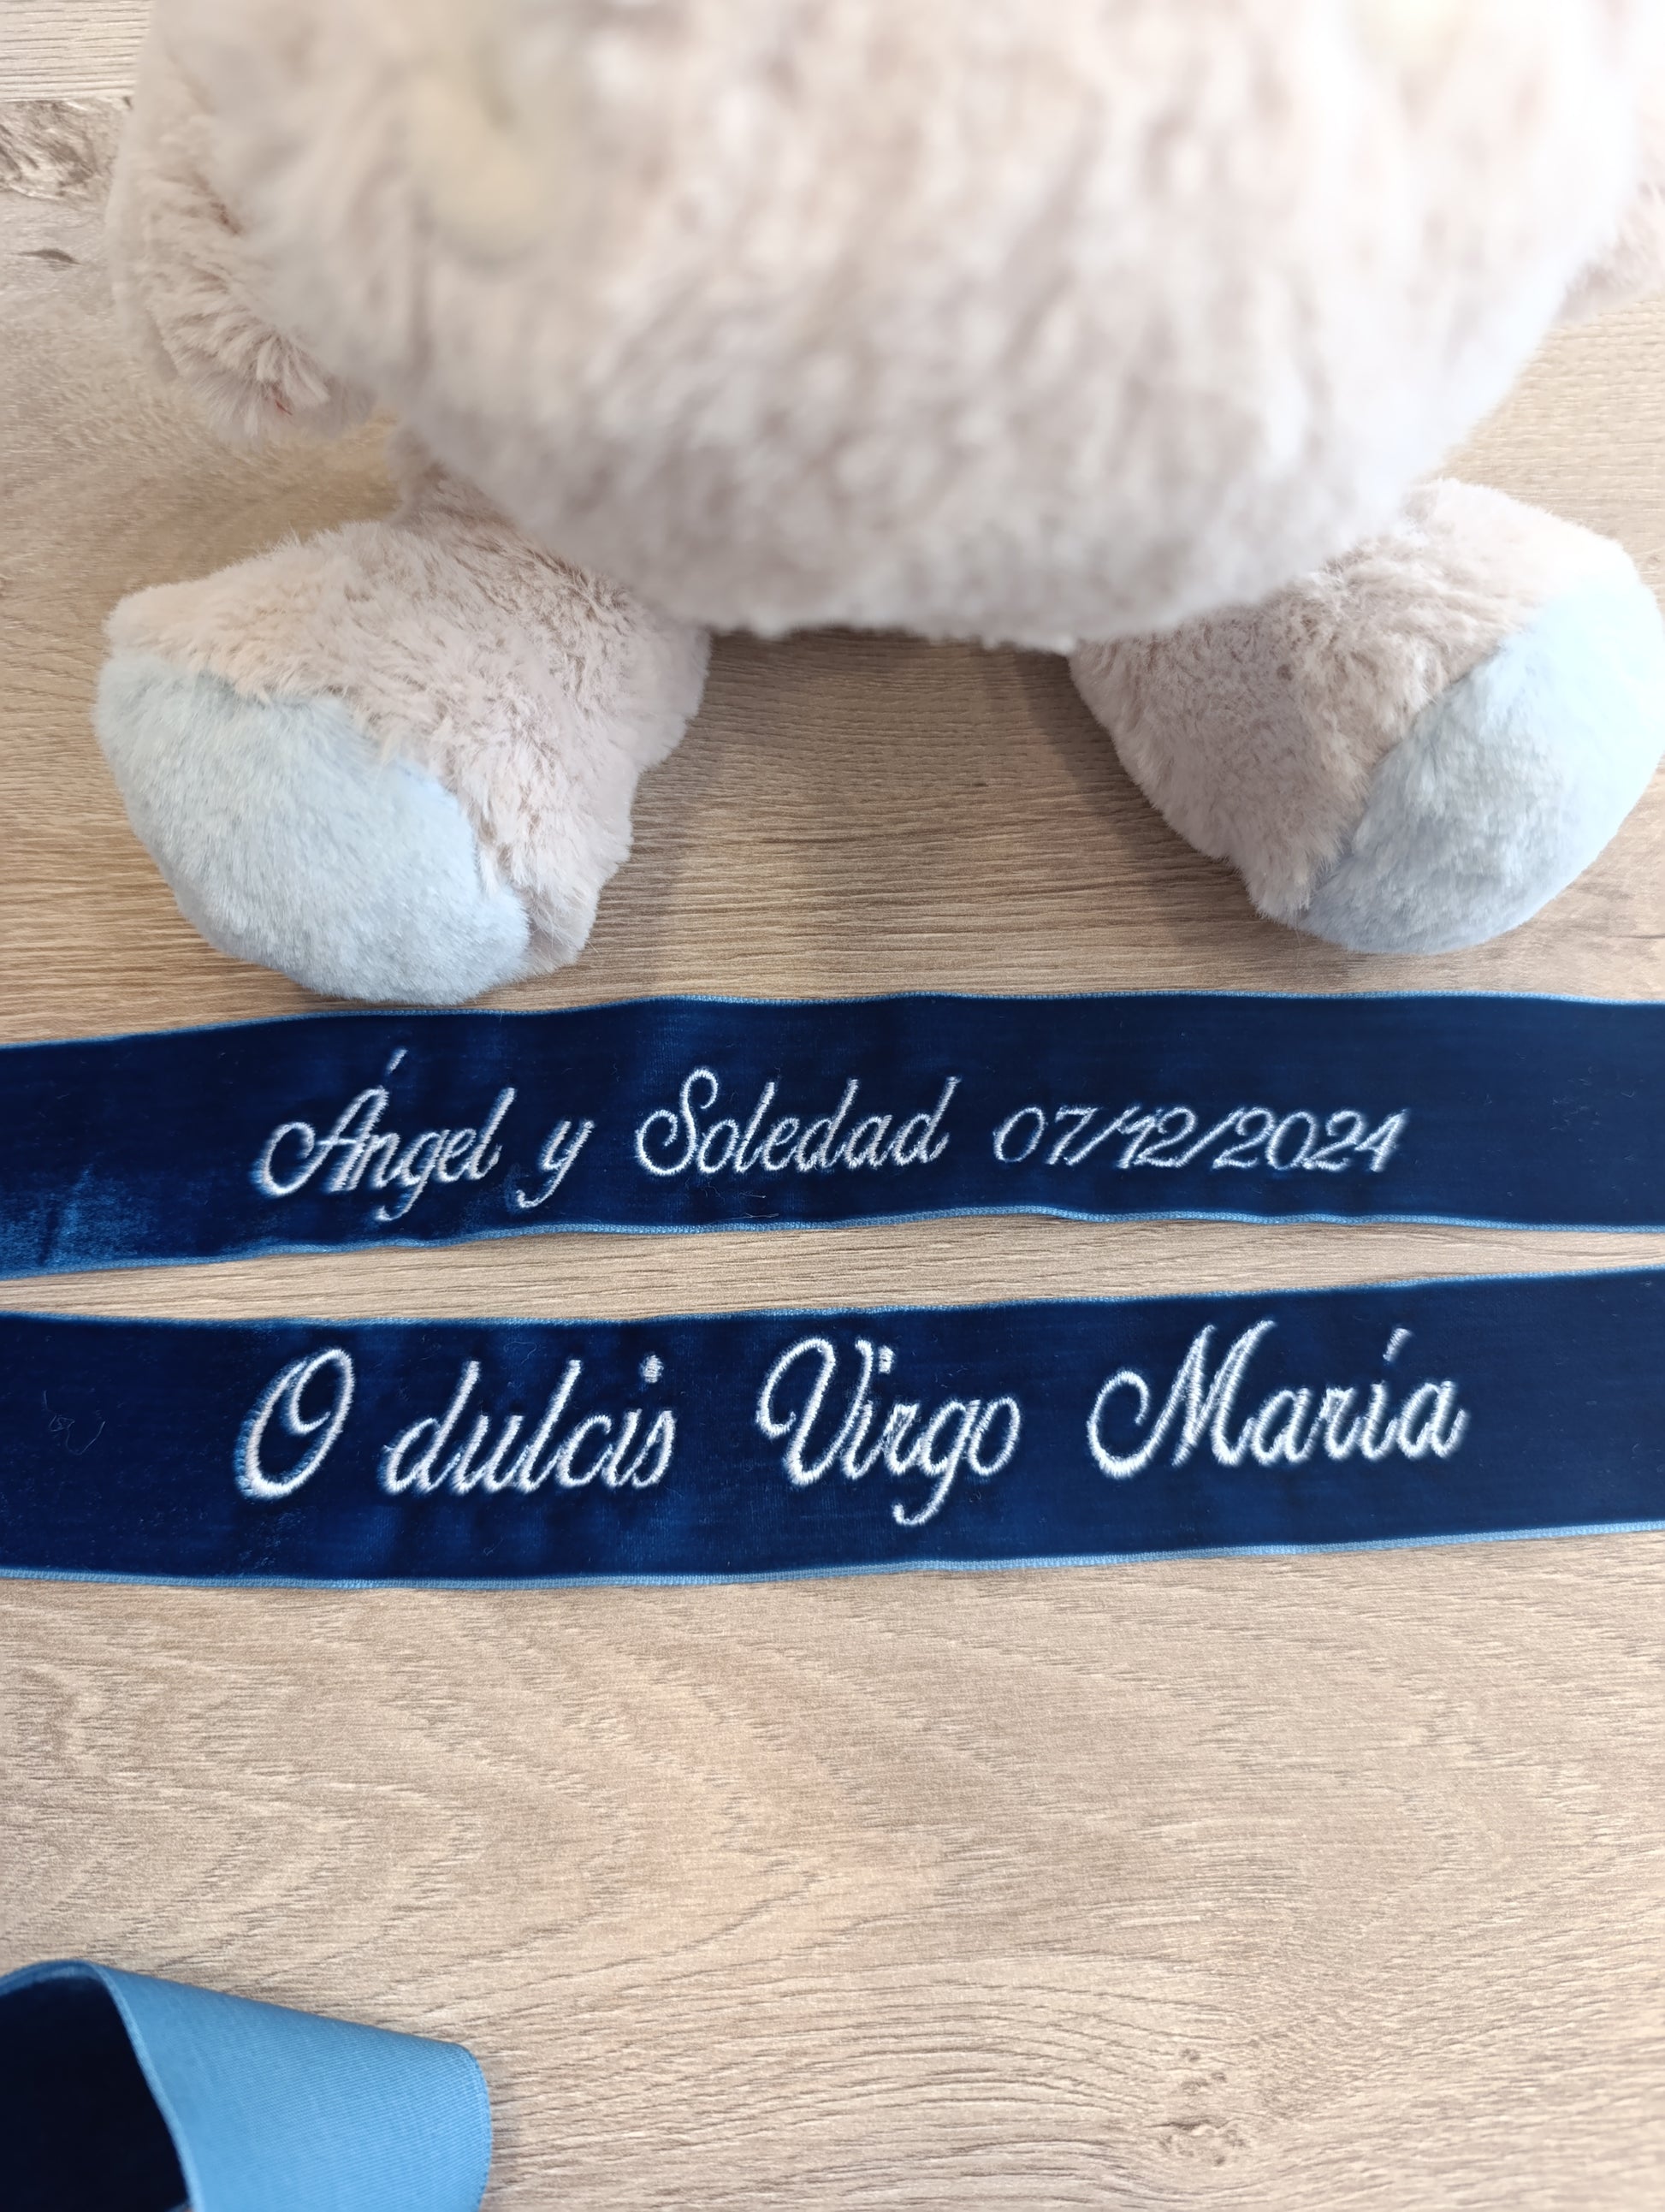 Ángel y Soledad 07/12/2024
O dulcis Virgo María